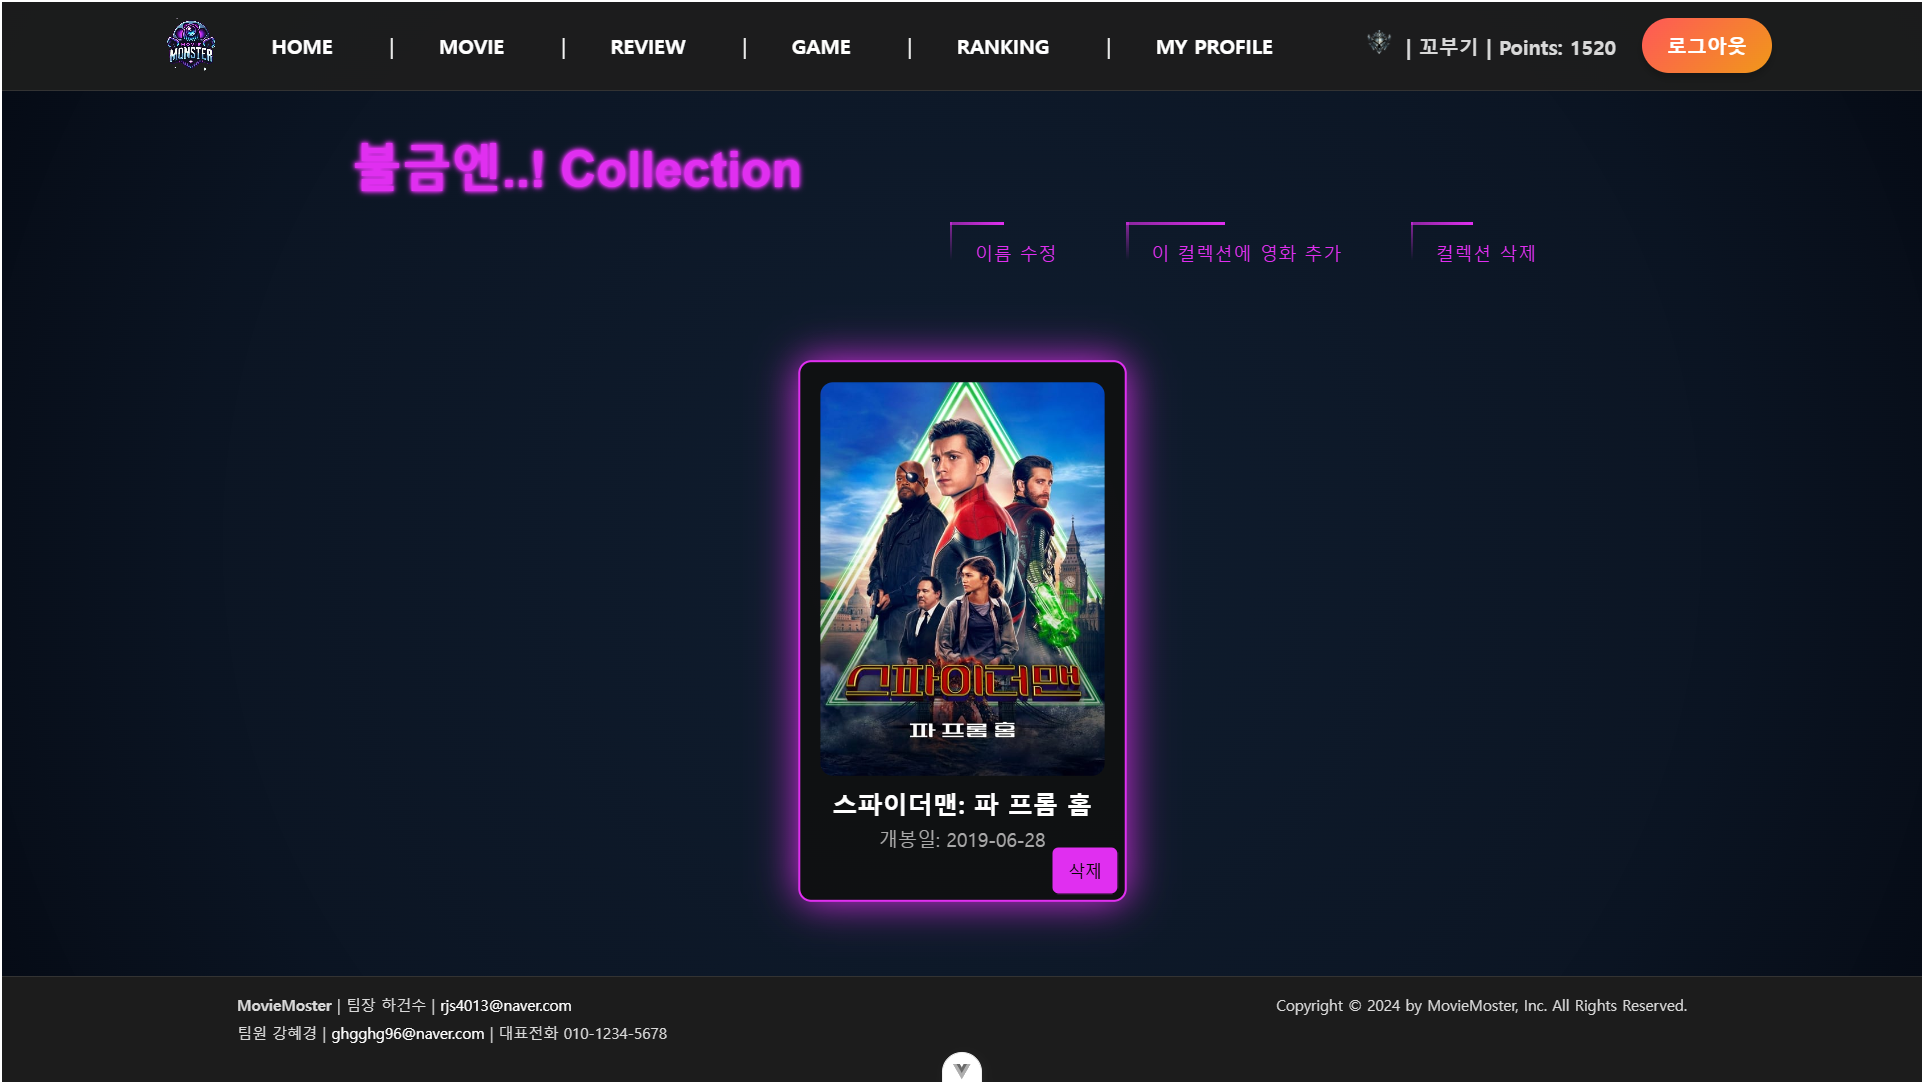 MOVIE
MONSTER
HOME | MOVIE | REVIEW | GAME | RANKING | MY PROFILE
| 꼬부기 | Points: 1520
로그아웃
불금엔..! Collection
이름 수정
이 컬렉션에 영화 추가
컬렉션 삭제
스파이더맨
파 프롬 홈
스파이더맨: 파 프롬 홈
개봉일: 2019-06-28
삭제
MovieMoster | 팀장 하건수 | rjs4013@naver.com
팀원 강혜경 | ghgghg96@naver.com | 대표전화 010-1234-5678
Copyright © 2024 by MovieMoster, Inc. All Rights Reserved.